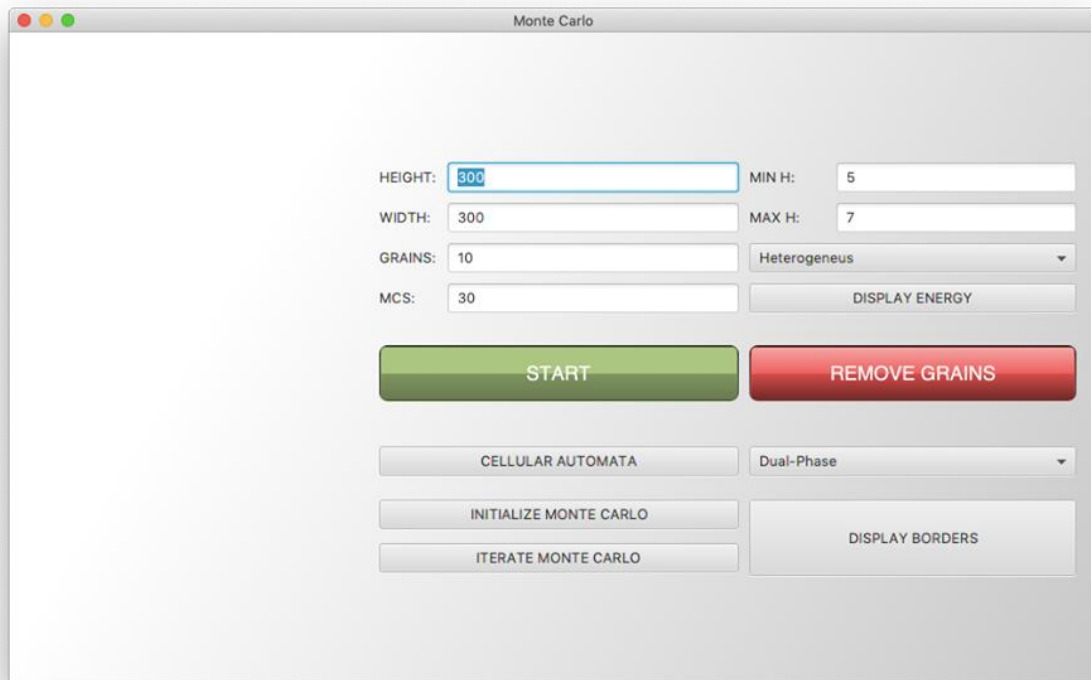 Monte Carlo
HEIGHT: 300 MIN H: 5
WIDTH: 300 MAX H: 7
GRAINS: 10 Heterogeneus
MCS: 30 DISPLAY ENERGY
START REMOVE GRAINS
CELLULAR AUTOMATA Dual-Phase
INITIALIZE MONTE CARLO
DISPLAY BORDERS
ITERATE MONTE CARLO